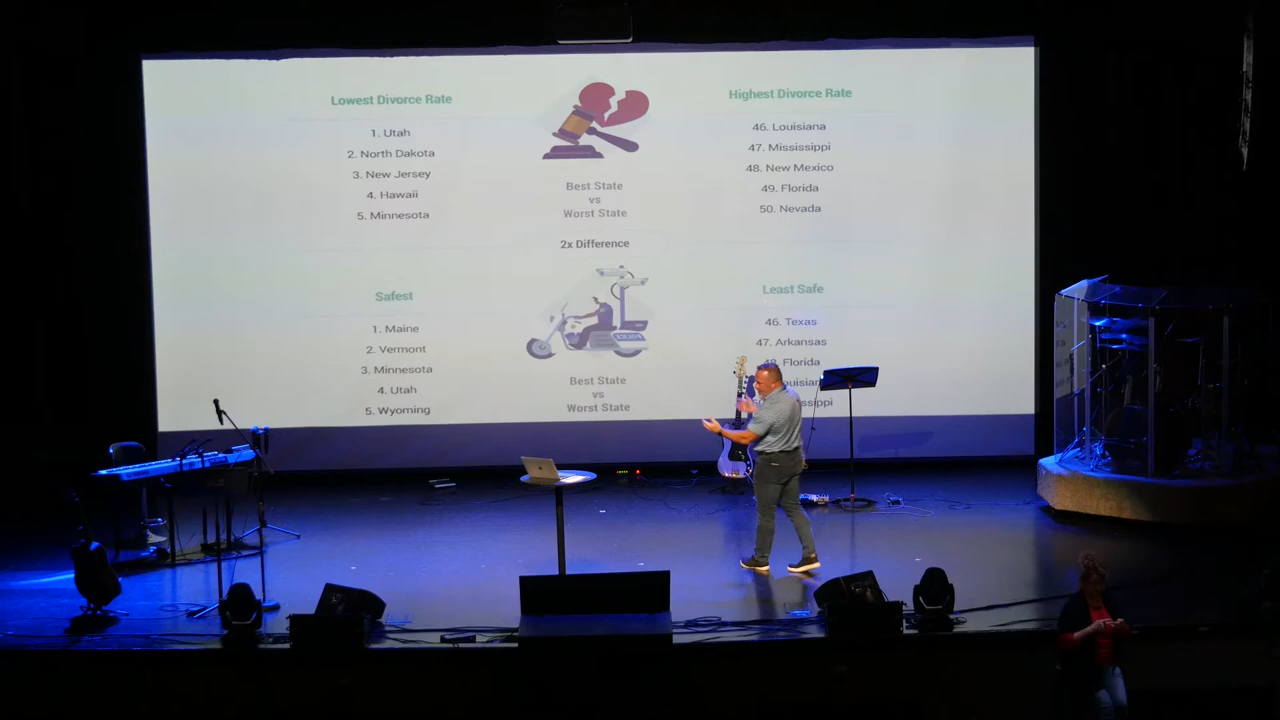 Lowest Divorce Rate
1. Utah
2. North Dakota
3. New Jersey
4. Hawaii
5. Minnesota
Best State
vs
Worst State
2x Difference
Highest Divorce Rate
46. Louisiana
47. Mississippi
48. New Mexico
49. Florida
50. Nevada
Safest
1. Maine
2. Vermont
3. Minnesota
4. Utah
5. Wyoming
POLICE
Best State
vs
Worst State
Least Safe
46. Texas
47. Arkansas
48. Florida